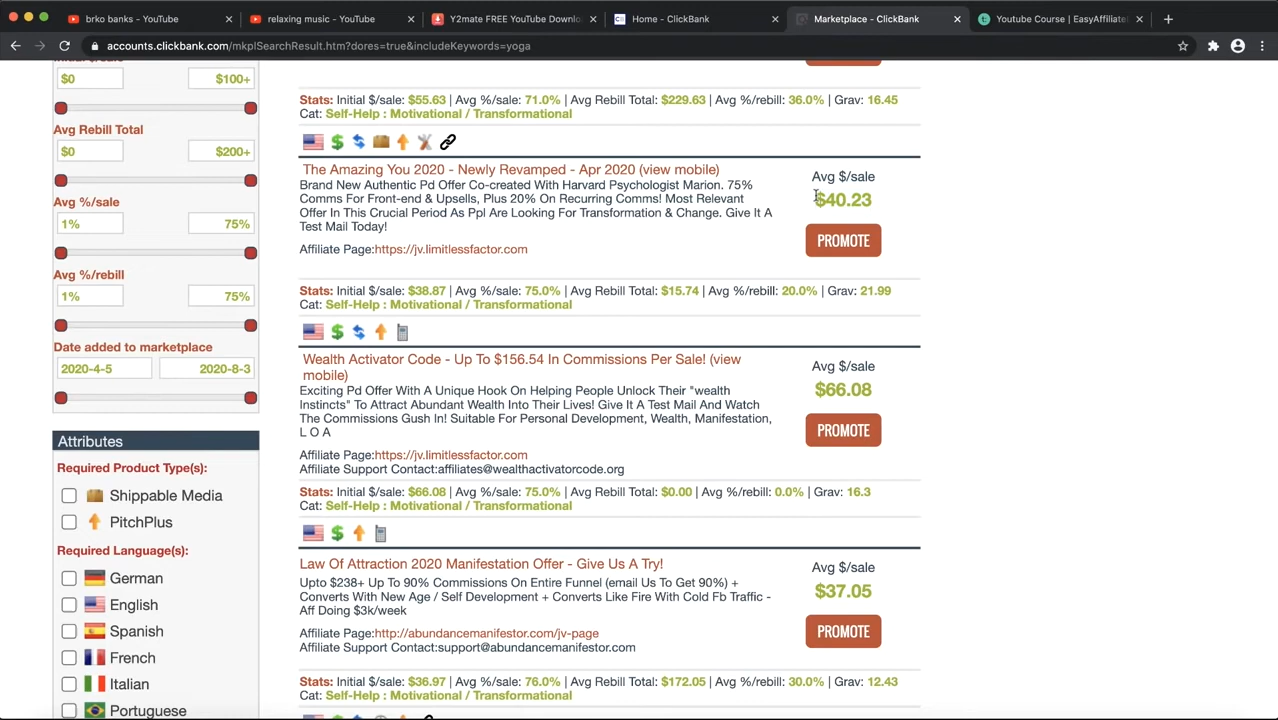 brko banks - YouTube
relaxing music - YouTube
Y2mate FREE YouTube Downlo
Home - ClickBank
Marketplace - ClickBank
Youtube Course | EasyAffiliate
accounts.clickbank.com/mkplSearchResult.htm?dores=true&includeKeywords=yoga
$0 $100+
Avg Rebill Total
$0 $200+
Avg %/sale
1% 75%
Avg %/rebill
1% 75%
Date added to marketplace
2020-4-5 2020-8-3
Attributes
Required Product Type(s):
Shippable Media
PitchPlus
Required Language(s):
German
English
Spanish
French
Italian
Portuguese
Stats: Initial $/sale: $55.63 | Avg %/sale: 71.0% | Avg Rebill Total: $229.63 | Avg %/rebill: 36.0% | Grav: 16.45
Cat: Self-Help : Motivational / Transformational
The Amazing You 2020 - Newly Revamped - Apr 2020 (view mobile)
Brand New Authentic Pd Offer Co-created With Harvard Psychologist Marion. 75%
Comms For Front-end & Upsells, Plus 20% On Recurring Comms! Most Relevant
Offer In This Crucial Period As Ppl Are Looking For Transformation & Change. Give It A
Test Mail Today!
Affiliate Page:https://jv.limitlessfactor.com
Avg $/sale
$40.23
PROMOTE
Stats: Initial $/sale: $38.87 | Avg %/sale: 75.0% | Avg Rebill Total: $15.74 | Avg %/rebill: 20.0% | Grav: 21.99
Cat: Self-Help : Motivational / Transformational
Wealth Activator Code - Up To $156.54 In Commissions Per Sale! (view
mobile)
Exciting Pd Offer With A Unique Hook On Helping People Unlock Their "wealth
Instincts" To Attract Abundant Wealth Into Their Lives! Give It A Test Mail And Watch
The Commissions Gush In! Suitable For Personal Development, Wealth, Manifestation,
L O A
Affiliate Page:https://jv.limitlessfactor.com
Affiliate Support Contact:affiliates@wealthactivatorcode.org
Avg $/sale
$66.08
PROMOTE
Stats: Initial $/sale: $66.08 | Avg %/sale: 75.0% | Avg Rebill Total: $0.00 | Avg %/rebill: 0.0% | Grav: 16.3
Cat: Self-Help : Motivational / Transformational
Law Of Attraction 2020 Manifestation Offer - Give Us A Try!
Upto $238+ Up To 90% Commissions On Entire Funnel (email Us To Get 90%) +
Converts With New Age / Self Development + Converts Like Fire With Cold Fb Traffic -
Aff Doing $3k/week
Affiliate Page:http://abundancemanifestor.com/jv-page
Affiliate Support Contact:support@abundancemanifestor.com
Avg $/sale
$37.05
PROMOTE
Stats: Initial $/sale: $36.97 | Avg %/sale: 76.0% | Avg Rebill Total: $172.05 | Avg %/rebill: 30.0% | Grav: 12.43
Cat: Self-Help : Motivational / Transformational